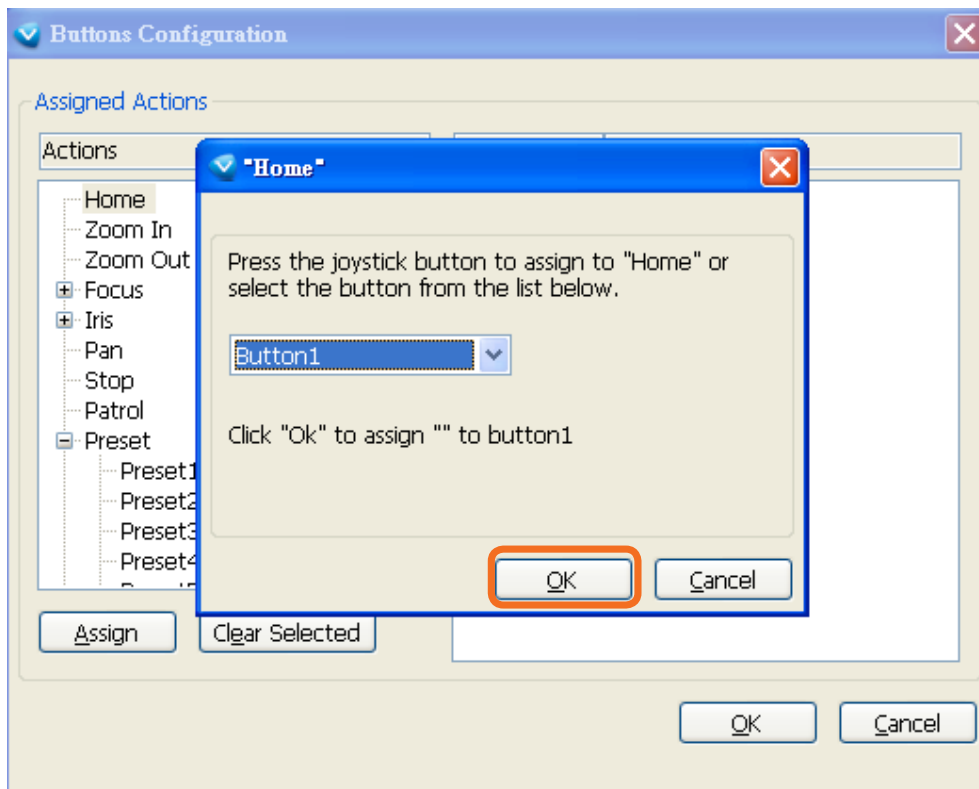 Buttons Configuration
Assigned Actions
Actions
"Home"
Home
Zoom In
Zoom Out
Focus
Iris
Pan
Stop
Patrol
Preset
Preset1
Preset2
Preset3
Preset4
Press the joystick button to assign to "Home" or
select the button from the list below.
Button1
Click "Ok" to assign "" to button1
OK Cancel
Assign Clear Selected
OK Cancel